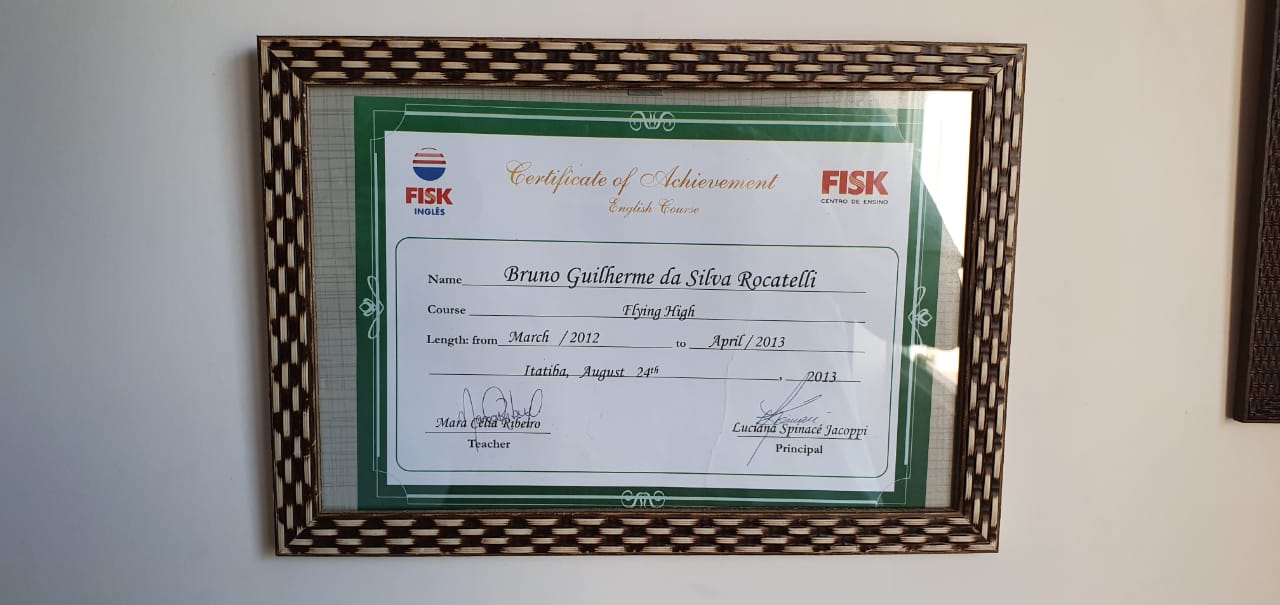 Certificate of Achievement
English Course
FISK
INGLÊS
FISK
CENTRO DE ENSINO
Name Bruno Guilherme da Silva Rocatelli
Course Flying High
Length: from March / 2012 to April / 2013
Itatiba, August 24th, 2013
Mara Célia Ribeiro
Teacher
Luciana Spinacé Jacoppi
Principal